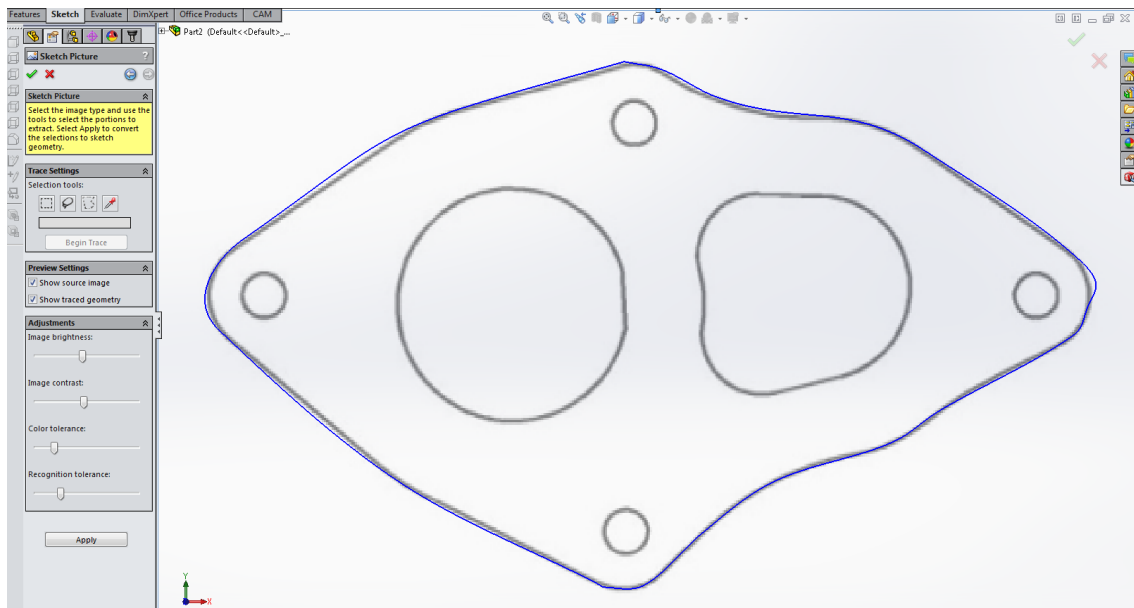 Features Sketch Evaluate DimXpert Office Products CAM
Part2 (Default<<Default>_...
Sketch Picture ?
Sketch Picture
Select the image type and use the
tools to select the portions to
extract. Select Apply to convert
the selections to sketch
geometry.
Trace Settings
Selection tools:
Begin Trace
Preview Settings
Show source image
Show traced geometry
Adjustments
Image brightness:
Image contrast:
Color tolerance:
Recognition tolerance:
Apply
Y
X